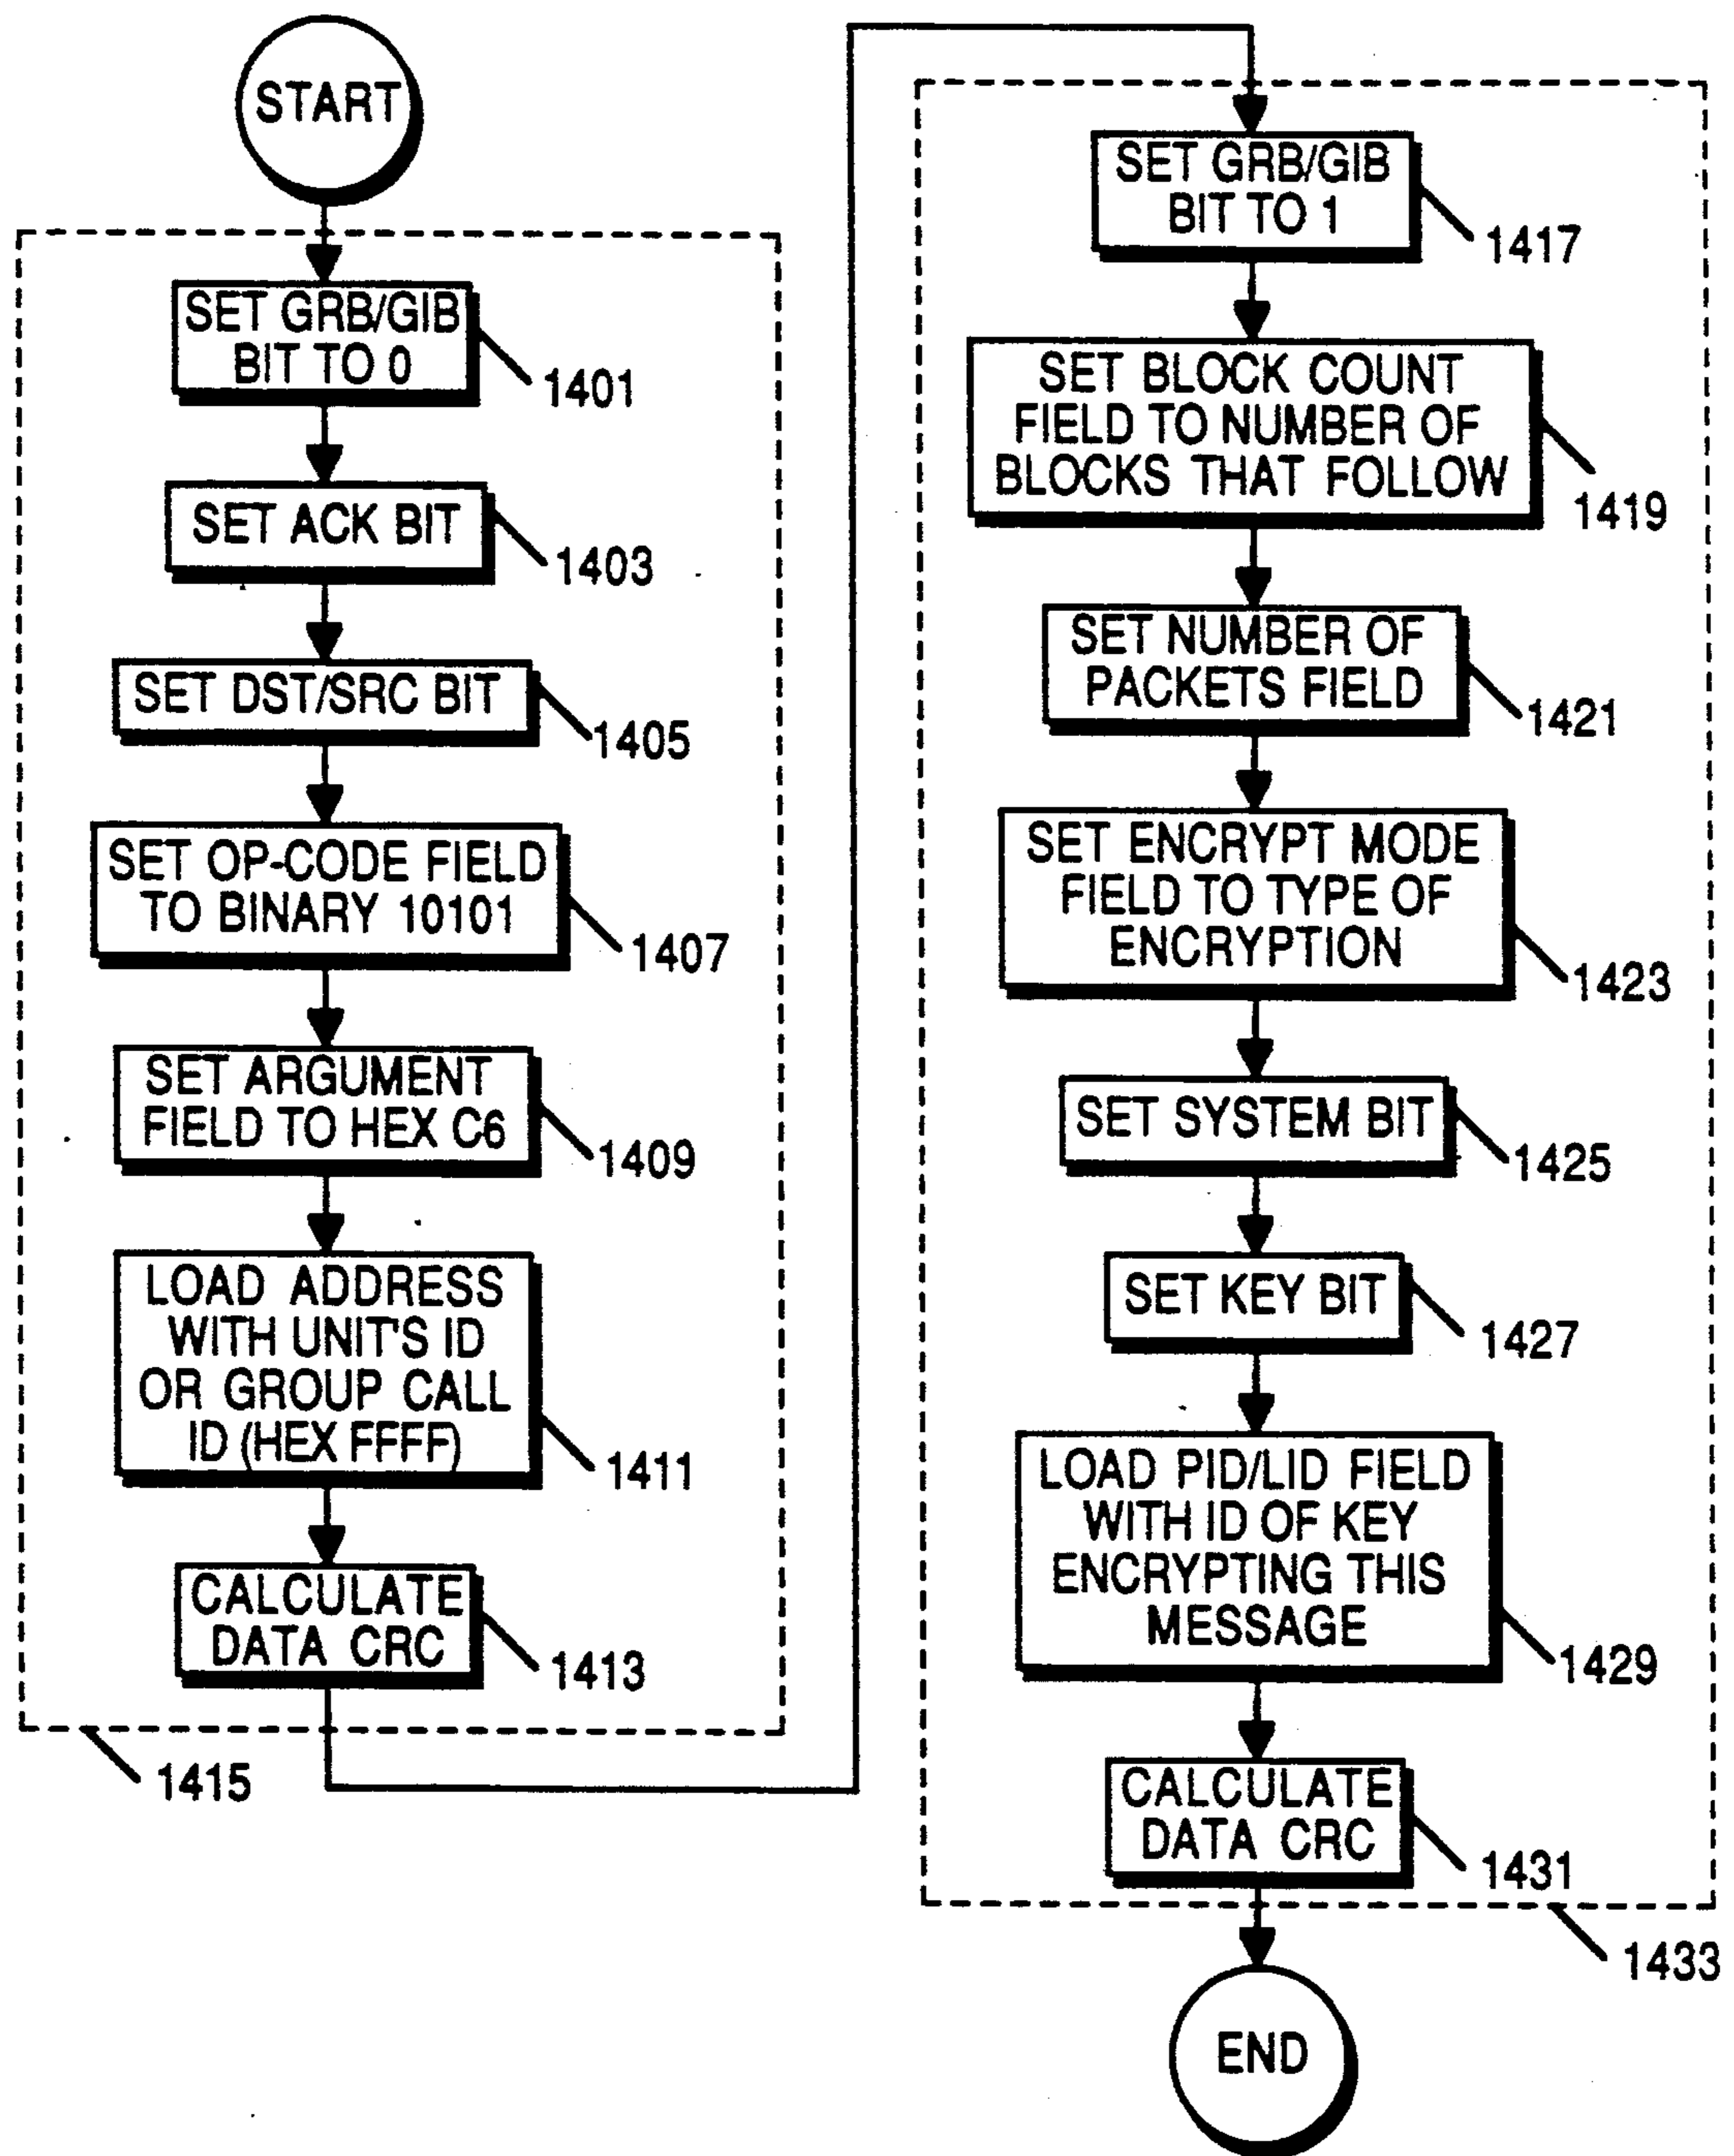 START
SET GRB/GIB
BIT TO 0
1401
SET ACK BIT
1403
SET DST/SRC BIT
1405
SET OP-CODE FIELD
TO BINARY 10101
1407
SET ARGUMENT
FIELD TO HEX C6
1409
LOAD ADDRESS
WITH UNIT'S ID
OR GROUP CALL
ID (HEX FFFF)
1411
CALCULATE
DATA CRC
1413
1415
SET GRB/GIB
BIT TO 1
1417
SET BLOCK COUNT
FIELD TO NUMBER OF
BLOCKS THAT FOLLOW
1419
SET NUMBER OF
PACKETS FIELD
1421
SET ENCRYPT MODE
FIELD TO TYPE OF
ENCRYPTION
1423
SET SYSTEM BIT
1425
SET KEY BIT
1427
LOAD PID/LID FIELD
WITH ID OF KEY
ENCRYPTING THIS
MESSAGE
1429
CALCULATE
DATA CRC
1431
1433
END